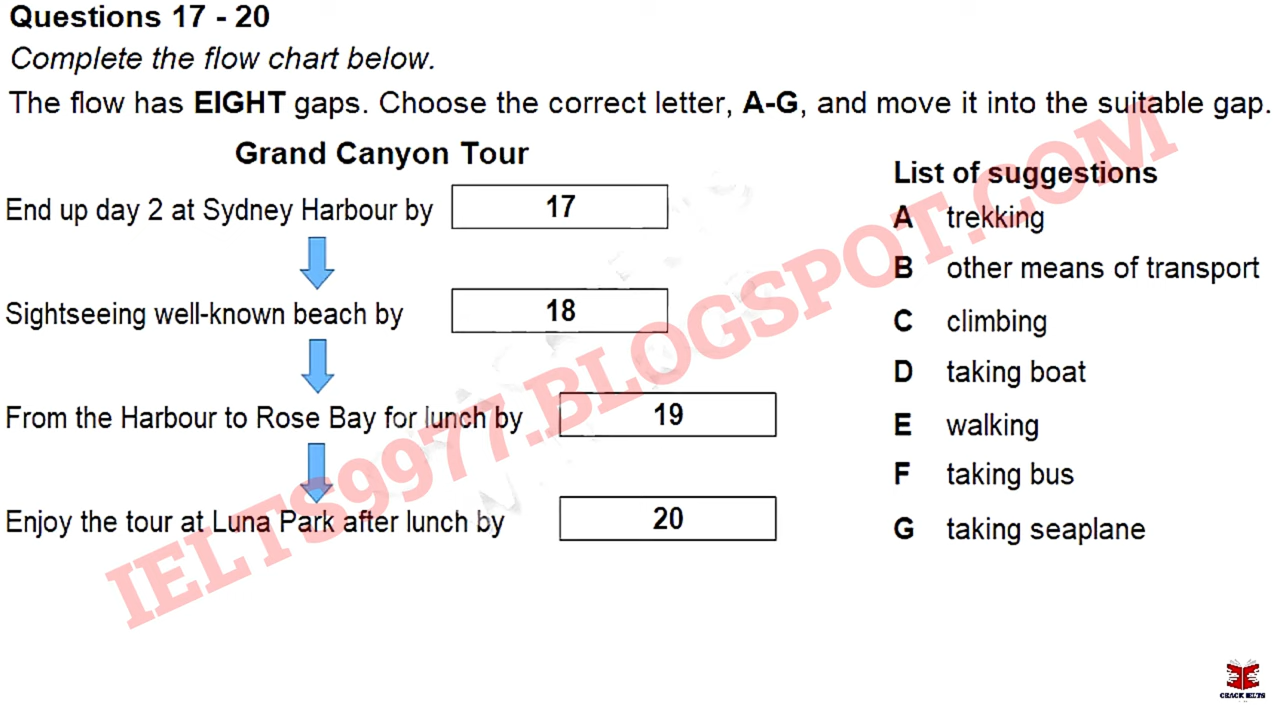 Questions 17 - 20
Complete the flow chart below.
The flow has EIGHT gaps. Choose the correct letter, A-G, and move it into the suitable gap.
Grand Canyon Tour
End up day 2 at Sydney Harbour by 17
Sightseeing well-known beach by 18
From the Harbour to Rose Bay for lunch by 19
Enjoy the tour at Luna Park after lunch by 20
List of suggestions
A trekking
B other means of transport
C climbing
D taking boat
E walking
F taking bus
G taking seaplane
IELTS9977.BLOGSPOT.COM
CRACK IELTS